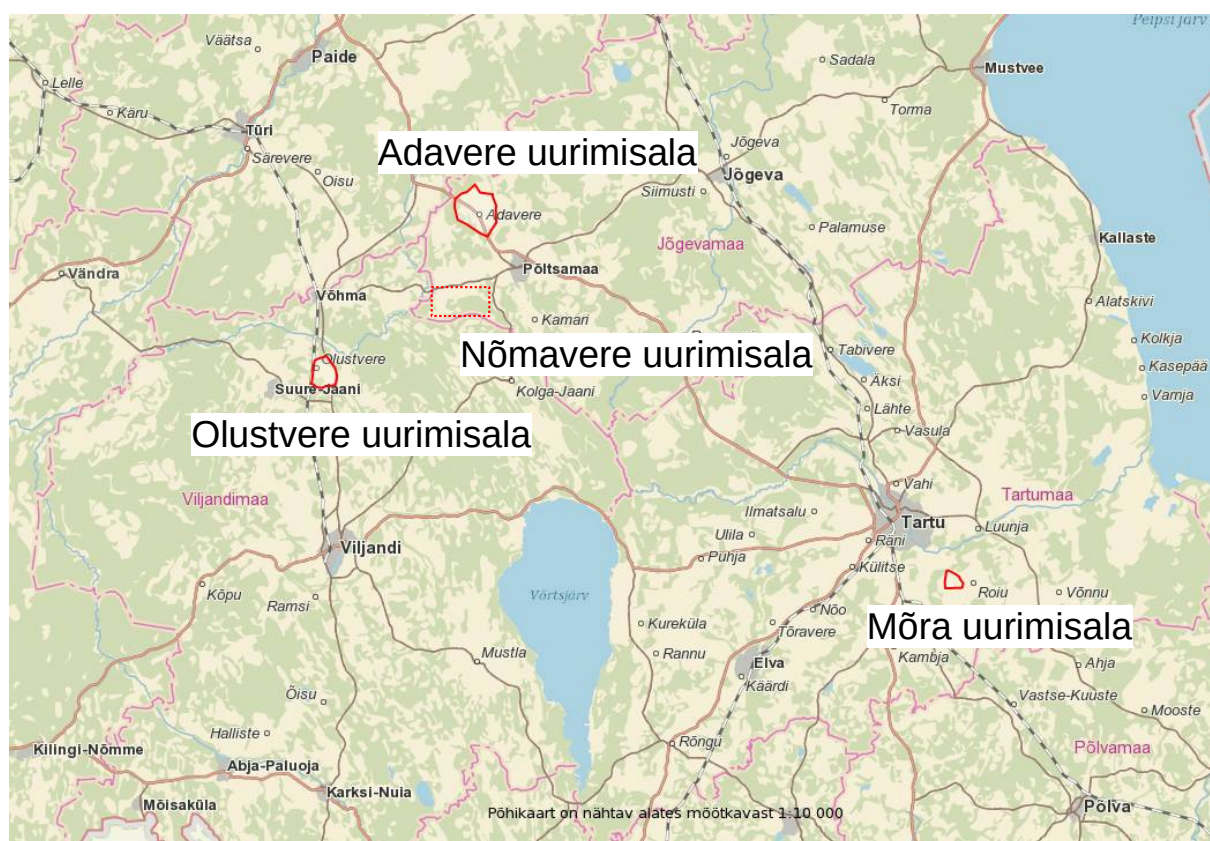 Peipsi järv
Väätsa
Paide
Sadala
Mustvee
Lelle
Käru
Torma
Türi
Särevere
Adavere uurimisala
Jõgeva
Jõgeva
Oisu
Siimusti
Adavere
Palamuse
Jõgevamaa
Kallaste
Põltsamaa
Vändra
Võhma
Alatskivi
Kamari
Kolkja
Nõmavere uurimisala
Tabivere
Olustvere
Kasepää
Äksi
Suure-Jaani
Kolga-Jaani
Varnja
Lähte
Olustvere uurimisala
Vasula
Vahi
Viljandimaa
Tartumaa
Ilmatsalu
Tartu
Luunja
Ulila
Räni
Viljandi
Puhja
Külitse
Köpu
Ramsi
Võrtsjärv
Roiu
Võnnu
Nõo
Kureküla
Tõravere
Mõra uurimisala
Mustla
Rannu
Elva
Kambja
Ahja
Käärdi
Õisu
Vastse-Kuuste
Mooste
Halliste
Rõngu
Põlvamaa
Kilingi-Nõmme
Abja-Paluoja
Karksi-Nuia
Mõisaküla
Põhikaart on nähtav alates mõõtkavast 1:10 000
Põlva